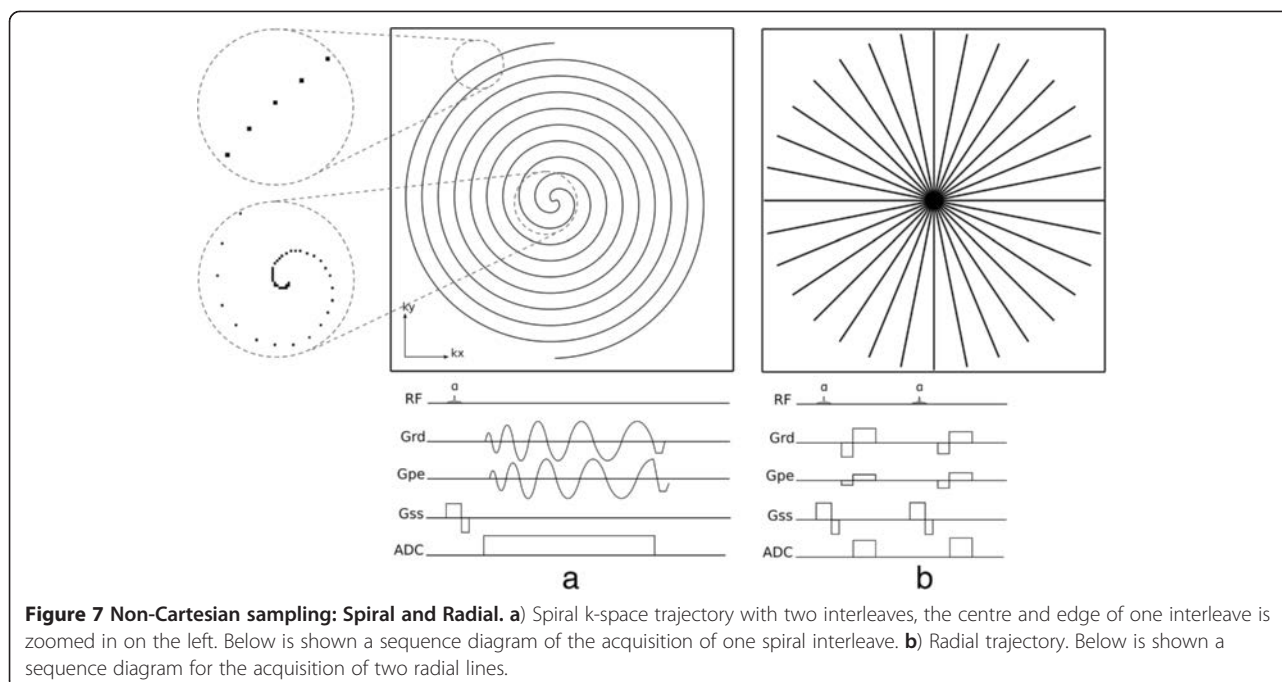 ky
kx
α
RF
Grd
Gpe
Gss
ADC
a
α α
RF
Grd
Gpe
Gss
ADC
b
Figure 7 Non-Cartesian sampling: Spiral and Radial. a) Spiral k-space trajectory with two interleaves, the centre and edge of one interleave is
zoomed in on the left. Below is shown a sequence diagram of the acquisition of one spiral interleave. b) Radial trajectory. Below is shown a
sequence diagram for the acquisition of two radial lines.